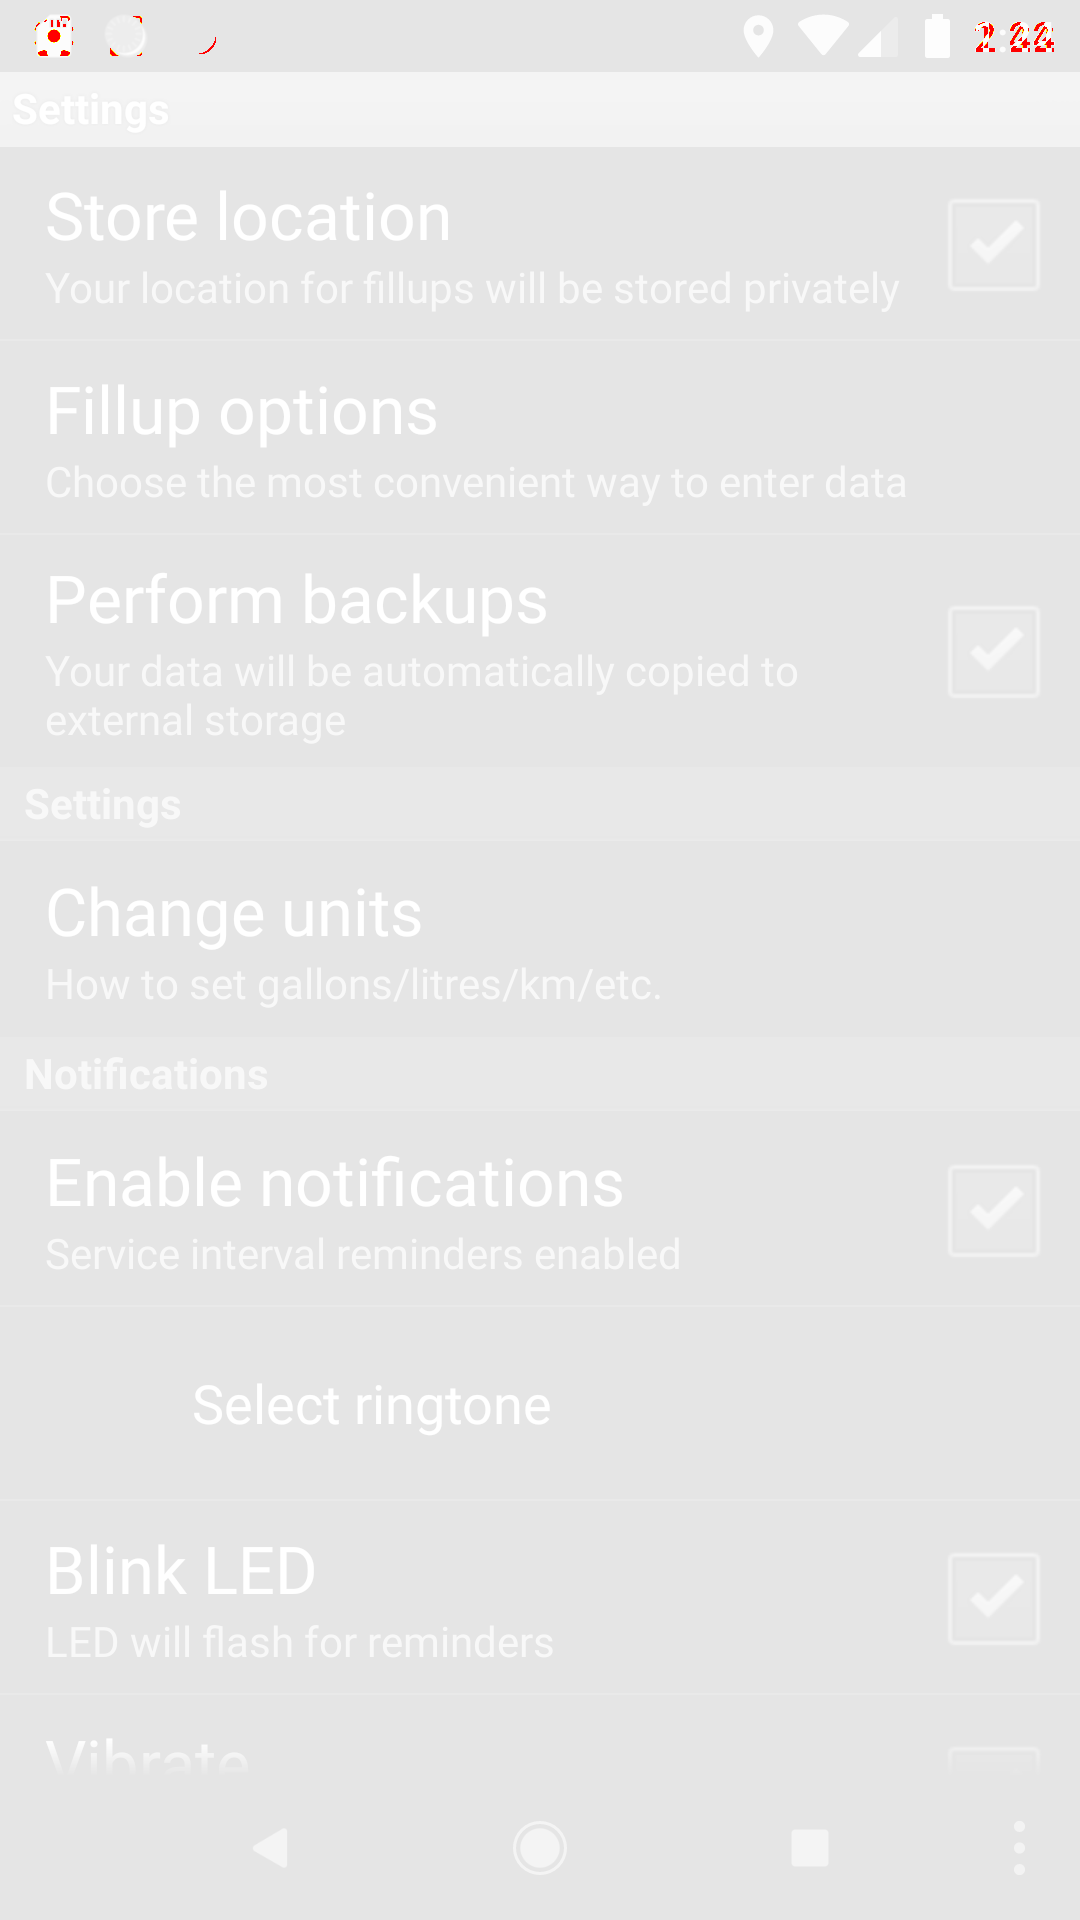 2:44
Settings
Store location
Your location for fillups will be stored privately
Fillup options
Choose the most convenient way to enter data
Perform backups
Your data will be automatically copied to
external storage
Settings
Change units
How to set gallons/litres/km/etc.
Notifications
Enable notifications
Service interval reminders enabled
Select ringtone
Blink LED
LED will flash for reminders
Vibrate